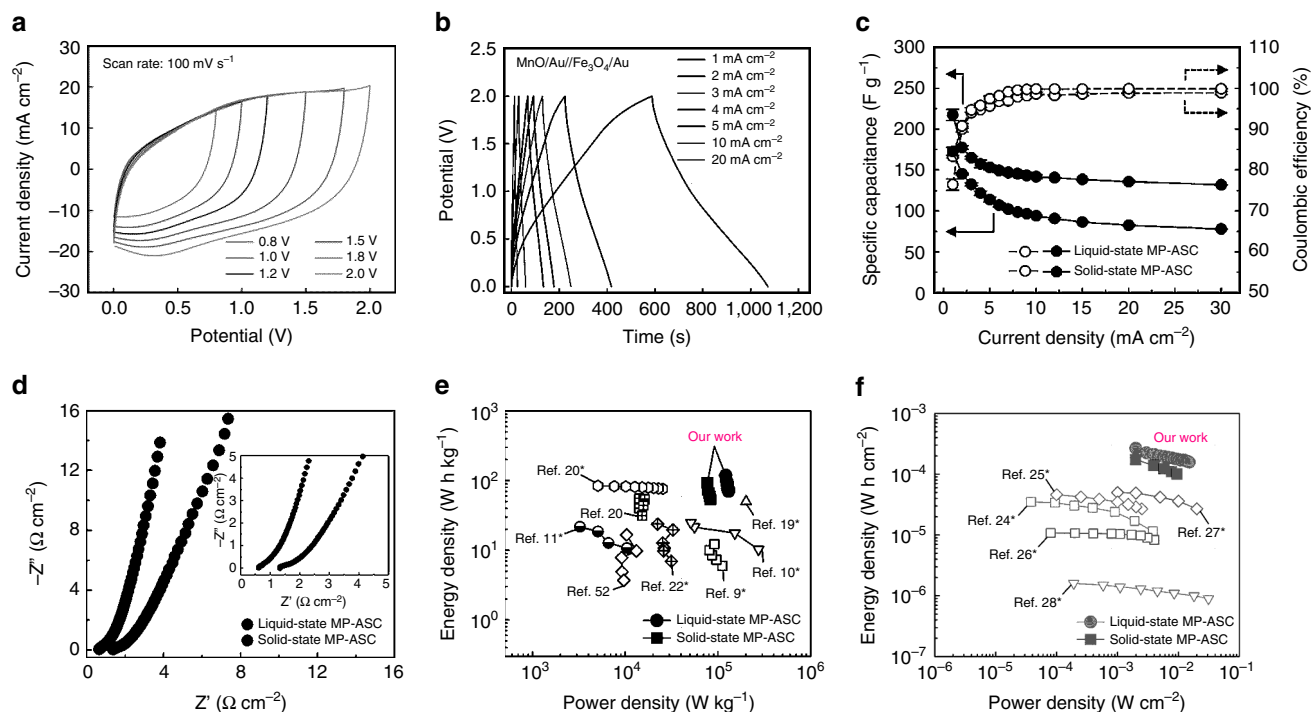 a
Scan rate: 100 mV s⁻¹
Current density (mA cm⁻²)
30
20
10
0
−10
−20
−30
0.8 V
1.0 V
1.2 V
1.5 V
1.8 V
2.0 V
0.0
0.5
1.0
1.5
2.0
Potential (V)
b
MnO/Au//Fe₃O₄/Au
1 mA cm⁻²
2 mA cm⁻²
3 mA cm⁻²
4 mA cm⁻²
5 mA cm⁻²
10 mA cm⁻²
20 mA cm⁻²
Potential (V)
2.5
2.0
1.5
1.0
0.5
0.0
0
200
400
600
800
1,000
1,200
Time (s)
c
Specific capacitance (F g⁻¹)
300
250
200
150
100
50
0
Coulombic efficiency (%)
110
100
90
80
70
60
50
Liquid-state MP-ASC
Solid-state MP-ASC
0
5
10
15
20
25
30
Current density (mA cm⁻²)
d
−Z″ (Ω cm⁻²)
16
12
8
4
0
−Z″ (Ω cm⁻²)
5
4
3
2
1
0
0
1
2
3
4
5
Z′ (Ω cm⁻²)
Liquid-state MP-ASC
Solid-state MP-ASC
0
2
4
6
8
10
12
14
16
Z′ (Ω cm⁻²)
e
Energy density (W h kg⁻¹)
10³
10²
10¹
10⁰
Our work
Ref. 20*
Ref. 20
Ref. 19*
Ref. 11*
Ref. 52
Ref. 22*
Ref. 9*
Ref. 10*
Liquid-state MP-ASC
Solid-state MP-ASC
10³
10⁴
10⁵
10⁶
Power density (W kg⁻¹)
f
Energy density (W h cm⁻²)
10⁻³
10⁻⁴
10⁻⁵
10⁻⁶
10⁻⁷
Our work
Ref. 25*
Ref. 24*
Ref. 27*
Ref. 26*
Ref. 28*
Liquid-state MP-ASC
Solid-state MP-ASC
10⁻⁶
10⁻⁵
10⁻⁴
10⁻³
10⁻²
10⁻¹
Power density (W cm⁻²)